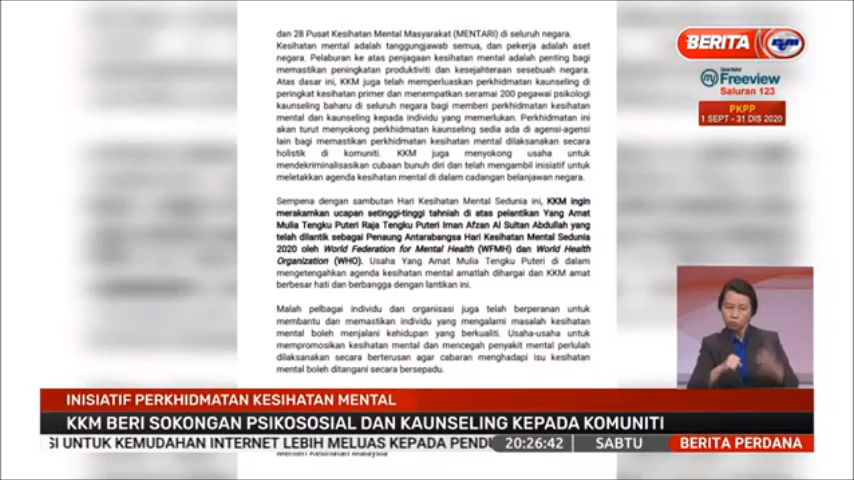 dan 28 Pusat Kesihatan Mental Masyarakat (MENTARI) di seluruh negara.
Kesihatan mental adalah tanggungjawab semua, dan pekerja adalah aset
negara. Pelaburan ke atas penjagaan kesihatan mental adalah penting bagi
memastikan peningkatan produktiviti dan kesejahteraan sesebuah negara.
Atas dasar ini, KKM juga telah memperluaskan perkhidmatan kaunseling di
peringkat kesihatan primer dan menempatkan seramai 200 pegawai psikologi
kaunseling baharu di seluruh negara bagi memberi perkhidmatan kesihatan
mental dan kaunseling kepada individu yang memerlukan. Perkhidmatan ini
akan turut menyokong perkhidmatan kaunseling sedia ada di agensi-agensi
lain bagi memastikan perkhidmatan kesihatan mental dilaksanakan secara
holistik di komuniti. KKM juga menyokong usaha untuk
mendekriminalisasikan cubaan bunuh diri dan telah mengambil inisiatif untuk
meletakkan agenda kesihatan mental di dalam cadangan belanjawan negara.
Sempena dengan sambutan Hari Kesihatan Mental Sedunia ini, KKM ingin
merakamkan ucapan setinggi-tinggi tahniah di atas pelantikan Yang Amat
Mulia Tengku Puteri Raja Tengku Puteri Iman Afzan Al Sultan Abdullah yang
telah dilantik sebagai Penaung Antarabangsa Hari Kesihatan Mental Sedunia
2020 oleh World Federation for Mental Health (WFMH) dan World Health
Organization (WHO). Usaha Yang Amat Mulia Tengku Puteri di dalam
mengetengahkan agenda kesihatan mental amatlah dihargai dan KKM amat
berbesar hati dan berbangga dengan lantikan ini.
Malah pelbagai individu dan organisasi juga telah berperanan untuk
membantu dan memastikan individu yang mengalami masalah kesihatan
mental boleh menjalani kehidupan yang berkualiti. Usaha-usaha untuk
mempromosikan kesihatan mental dan mencegah penyakit mental perlulah
dilaksanakan secara berterusan agar cabaran menghadapi isu kesihatan
mental boleh ditangani secara bersepadu.
BERITA
Freeview
Saluran 123
PKPP
1 SEPT - 31 DIS 2020
INISIATIF PERKHIDMATAN KESIHATAN MENTAL
KKM BERI SOKONGAN PSIKOSOSIAL DAN KAUNSELING KEPADA KOMUNITI
SI UNTUK KEMUDAHAN INTERNET LEBIH MELUAS KEPADA PENDU
20:26:42 SABTU BERITA PERDANA
Menteri Kesihatan Malaysia